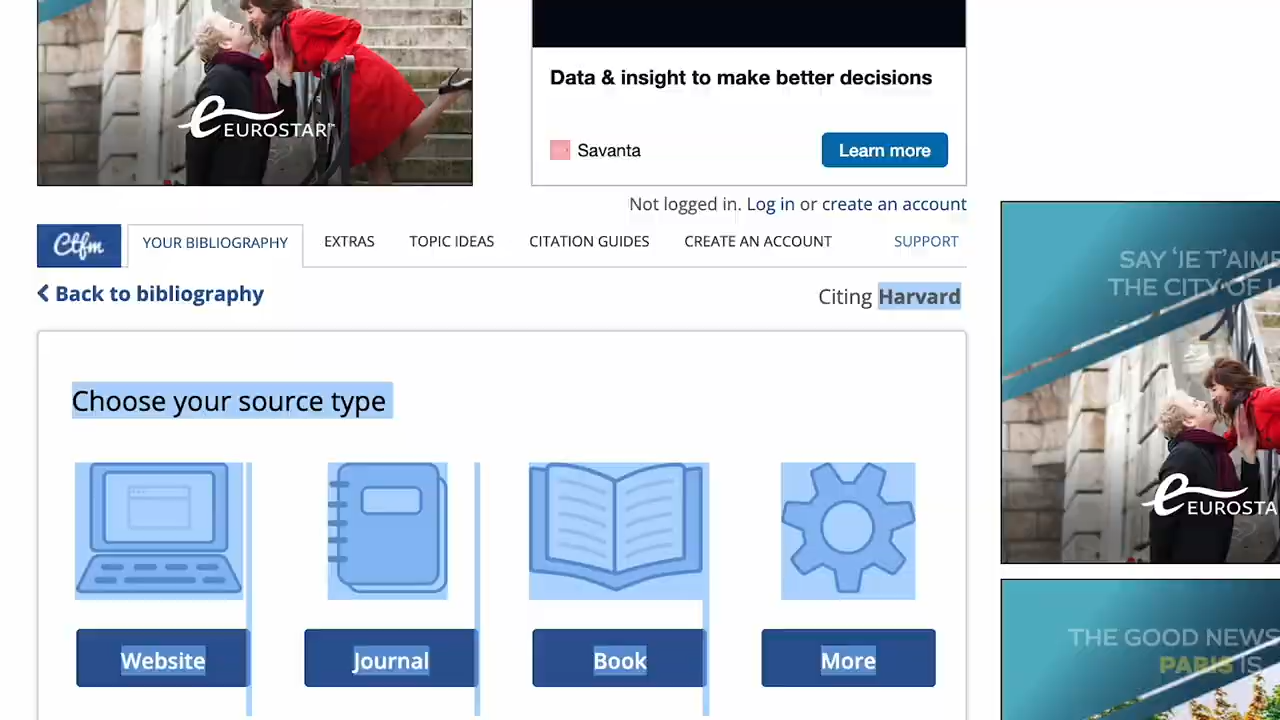 eEUROSTAR™
Data & insight to make better decisions
Savanta
Learn more
Not logged in. Log in or create an account
Ctfm
YOUR BIBLIOGRAPHY
EXTRAS
TOPIC IDEAS
CITATION GUIDES
CREATE AN ACCOUNT
SUPPORT
Back to bibliography
Citing Harvard
SAY ‘JE T’AIME
THE CITY OF L
Choose your source type
eEUROSTA
Website
Journal
Book
More
THE GOOD NEWS
PARIS IS